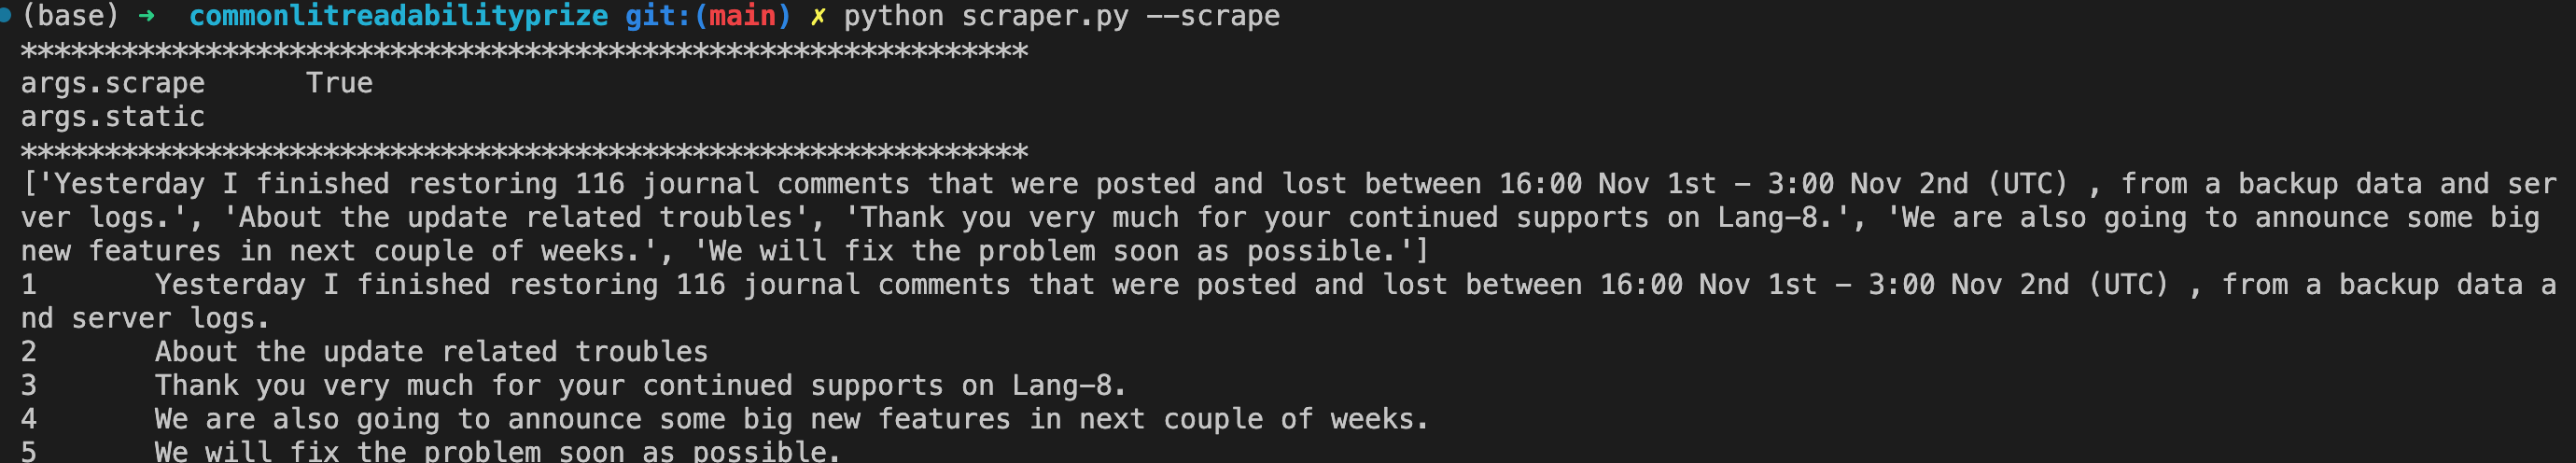 (base) ➜  commonlitreadabilityprize git:(main) ✗ python scraper.py --scrape
************************************************************
args.scrape      True
args.static
************************************************************
['Yesterday I finished restoring 116 journal comments that were posted and lost between 16:00 Nov 1st - 3:00 Nov 2nd (UTC) , from a backup data and ser
ver logs.', 'About the update related troubles', 'Thank you very much for your continued supports on Lang-8.', 'We are also going to announce some big
new features in next couple of weeks.', 'We will fix the problem soon as possible.']
1       Yesterday I finished restoring 116 journal comments that were posted and lost between 16:00 Nov 1st - 3:00 Nov 2nd (UTC) , from a backup data a
nd server logs.
2       About the update related troubles
3       Thank you very much for your continued supports on Lang-8.
4       We are also going to announce some big new features in next couple of weeks.
5       We will fix the problem soon as possible.